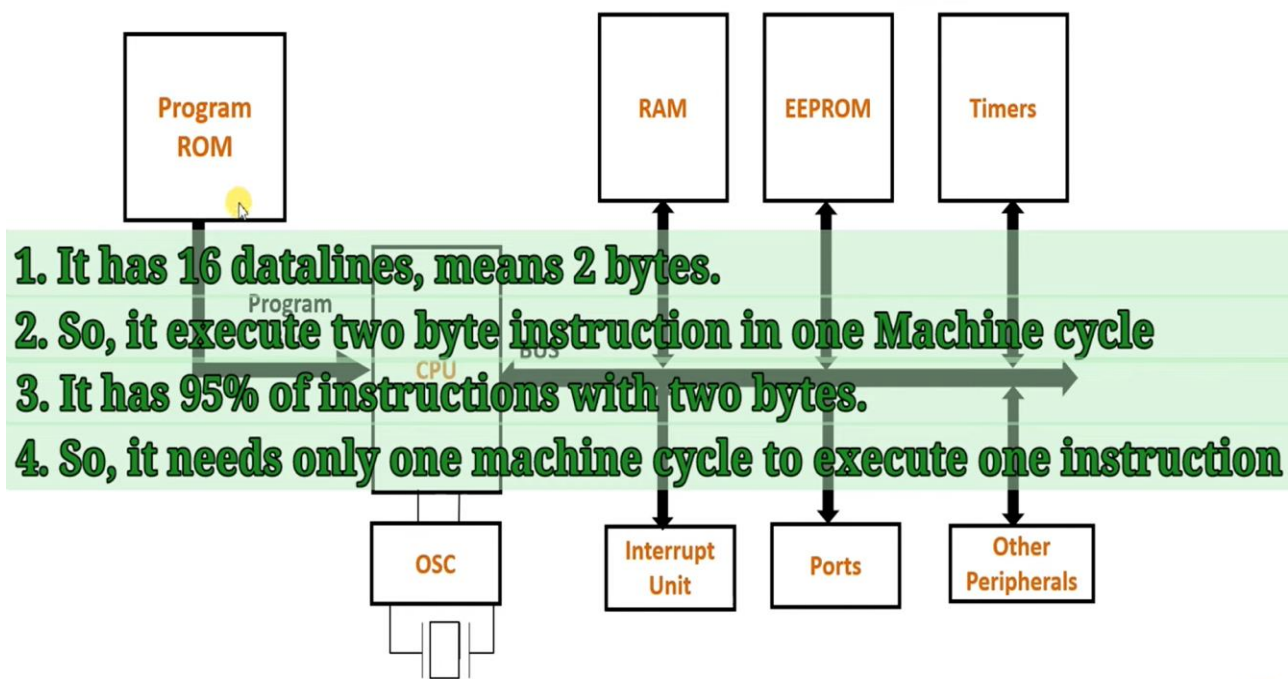 Program
ROM
RAM
EEPROM
Timers
1. It has 16 datalines, means 2 bytes.
Program
2. So, it execute two byte instruction in one Machine cycle
BUS
CPU
3. It has 95% of instructions with two bytes.
4. So, it needs only one machine cycle to execute one instruction
OSC
Interrupt
Unit
Ports
Other
Peripherals